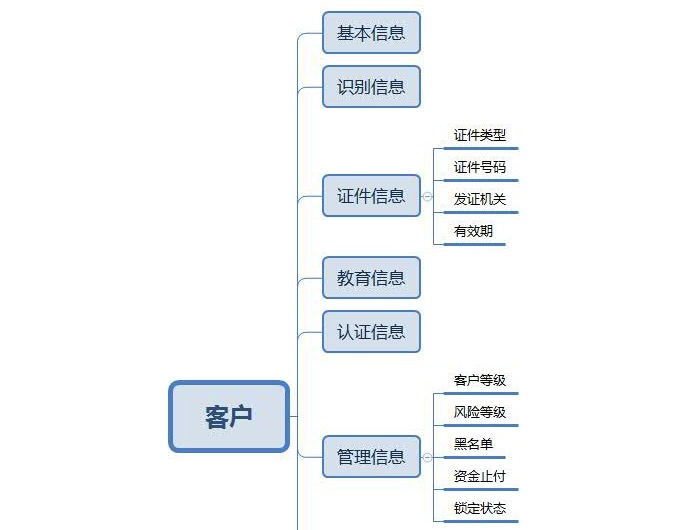 基本信息
识别信息
证件信息
证件类型
证件号码
发证机关
有效期
教育信息
认证信息
客户
管理信息
客户等级
风险等级
黑名单
资金止付
锁定状态